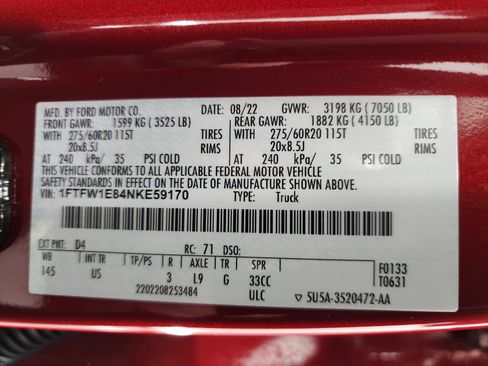 MFD. BY FORD MOTOR CO. DATE: 08/22 GVWR: 3198 KG ( 7050 LB)
FRONT GAWR: 1599 KG ( 3525 LB) REAR GAWR: 1882 KG ( 4150 LB)
WITH 275/60R20 115T TIRES WITH 275/60R20 115T TIRES
20x8.5J RIMS 20x8.5J RIMS
AT 240 kPa/ 35 PSI COLD AT 240 kPa/ 35 PSI COLD
THIS VEHICLE CONFORMS TO ALL APPLICABLE FEDERAL MOTOR VEHICLE
SAFETY STANDARDS IN EFFECT ON THE DATE OF MANUFACTURE SHOWN ABOVE.
VIN: 1FTFW1E84NKE59170 TYPE: Truck
EXT PNT: D4 RC: 71 DSO:
WB INT TR TP/PS R AXLE TR SPR F0133
145 US 3 L9 G 33CC T0631
2202208253484 ULC ▽ 5U5A-3520472-AA